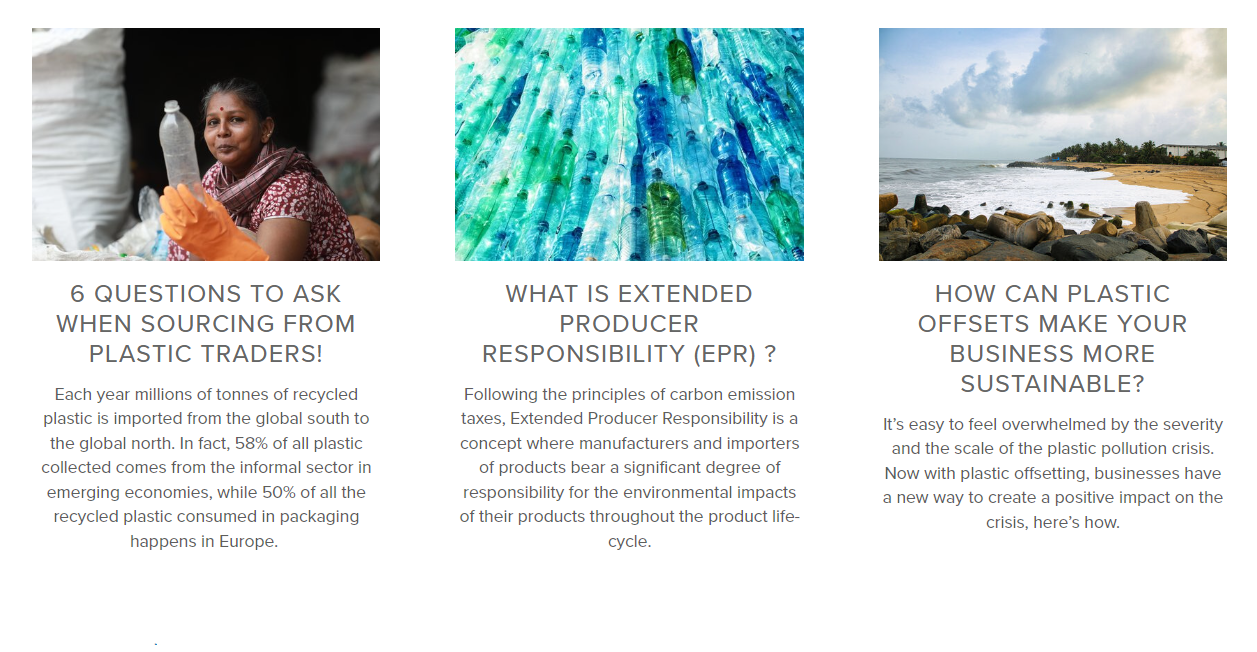 6 QUESTIONS TO ASK
WHEN SOURCING FROM
PLASTIC TRADERS!
Each year millions of tonnes of recycled
plastic is imported from the global south to
the global north. In fact, 58% of all plastic
collected comes from the informal sector in
emerging economies, while 50% of all the
recycled plastic consumed in packaging
happens in Europe.
WHAT IS EXTENDED
PRODUCER
RESPONSIBILITY (EPR) ?
Following the principles of carbon emission
taxes, Extended Producer Responsibility is a
concept where manufacturers and importers
of products bear a significant degree of
responsibility for the environmental impacts
of their products throughout the product life-
cycle.
HOW CAN PLASTIC
OFFSETS MAKE YOUR
BUSINESS MORE
SUSTAINABLE?
It’s easy to feel overwhelmed by the severity
and the scale of the plastic pollution crisis.
Now with plastic offsetting, businesses have
a new way to create a positive impact on the
crisis, here’s how.